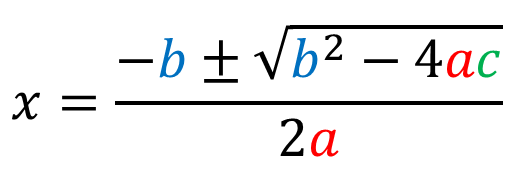 x = (-b ± √(b² − 4ac)) / 2a